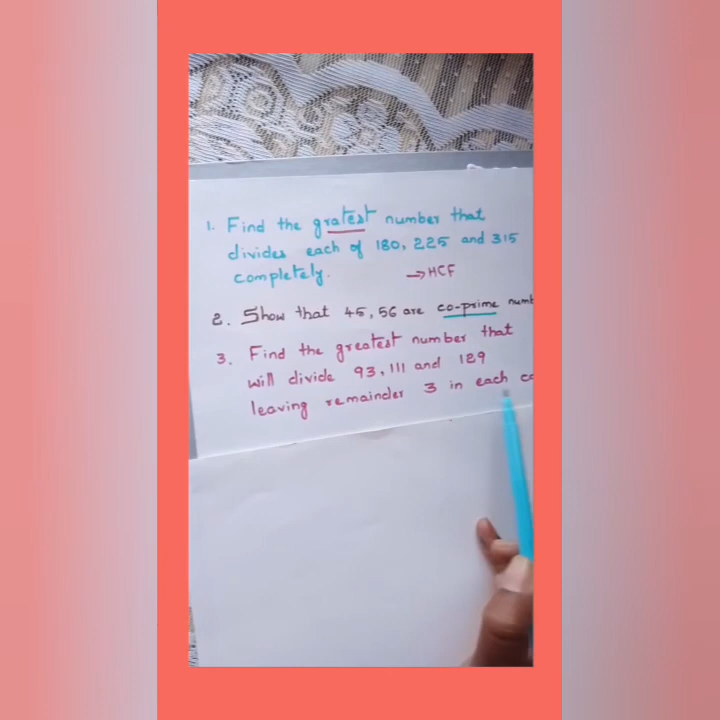 1. Find the gratest number that
divides each of 180, 225 and 315
completely.
→HCF
2. Show that 45, 56 are co-prime
3. Find the greatest number that
will divide 93, 111 and 189
leaving remainder 3 in each